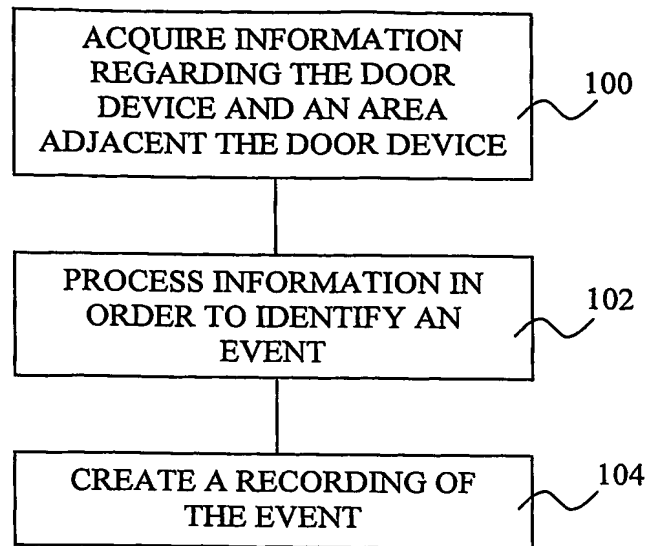 ACQUIRE INFORMATION
REGARDING THE DOOR
DEVICE AND AN AREA
ADJACENT THE DOOR DEVICE
100
PROCESS INFORMATION IN
ORDER TO IDENTIFY AN
EVENT
102
CREATE A RECORDING OF
THE EVENT
104